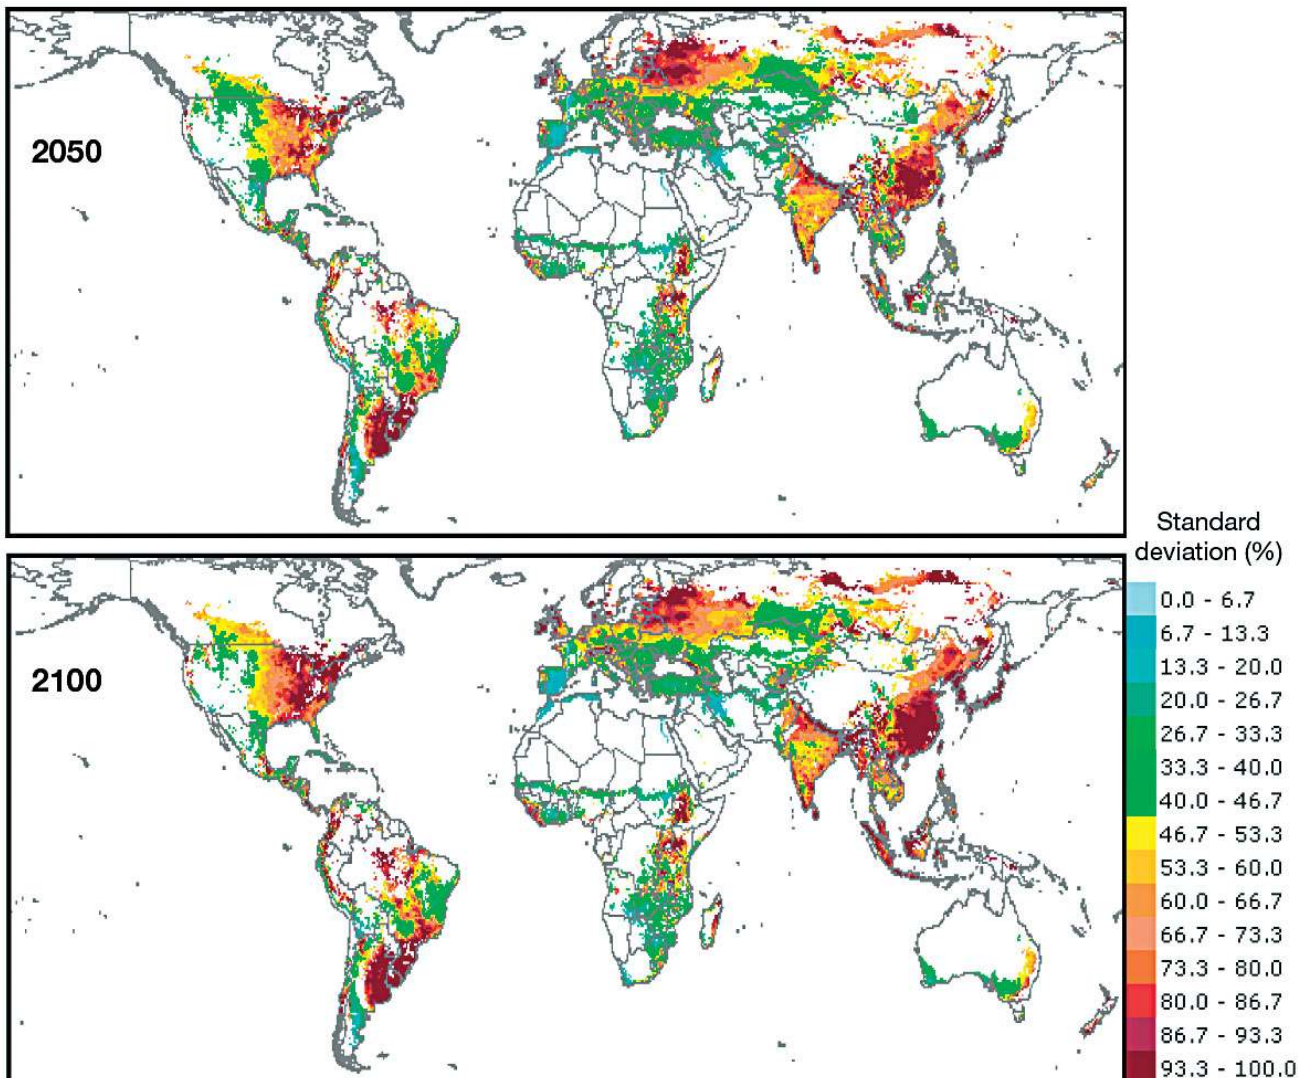 2050
2100
Standard
deviation (%)
0.0 - 6.7
6.7 - 13.3
13.3 - 20.0
20.0 - 26.7
26.7 - 33.3
33.3 - 40.0
40.0 - 46.7
46.7 - 53.3
53.3 - 60.0
60.0 - 66.7
66.7 - 73.3
73.3 - 80.0
80.0 - 86.7
86.7 - 93.3
93.3 - 100.0